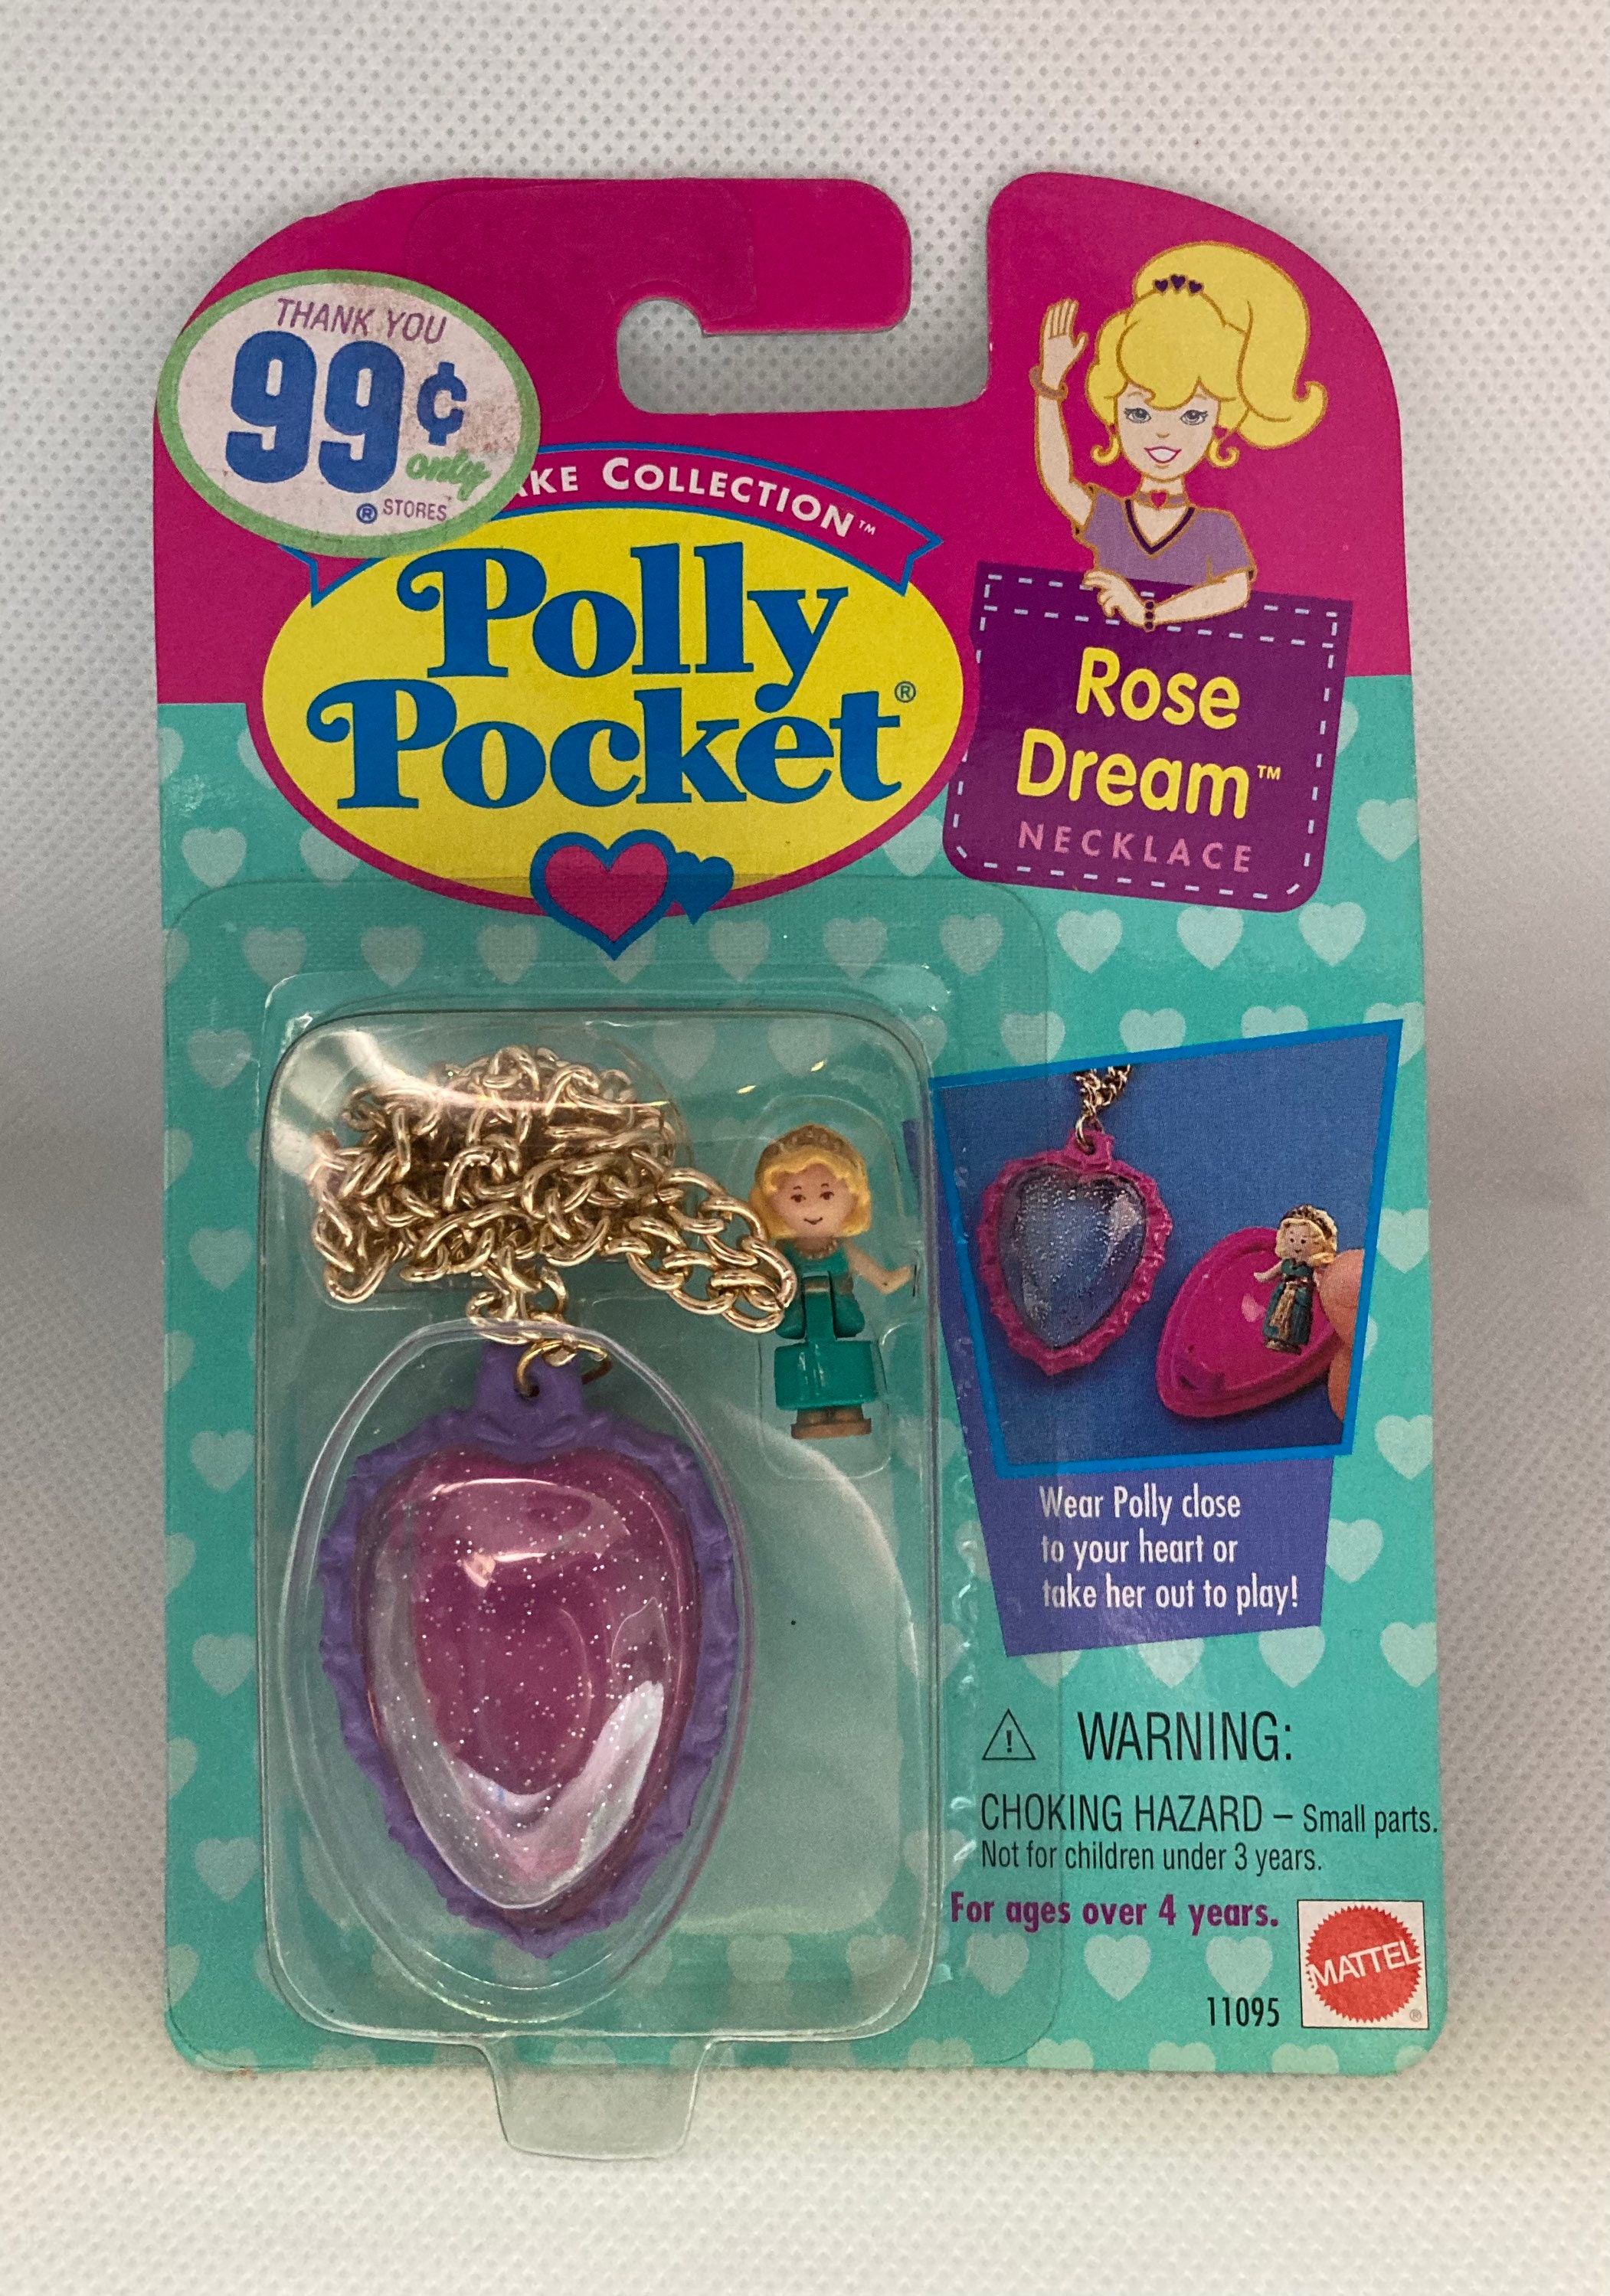 THANK YOU
99¢
only
® STORES
COLLECTION™
Polly
Pocket®
Rose
Dream™
NECKLACE
Wear Polly close
to your heart or
take her out to play!
WARNING:
CHOKING HAZARD – Small parts.
Not for children under 3 years.
For ages over 4 years.
MATTEL
®
11095